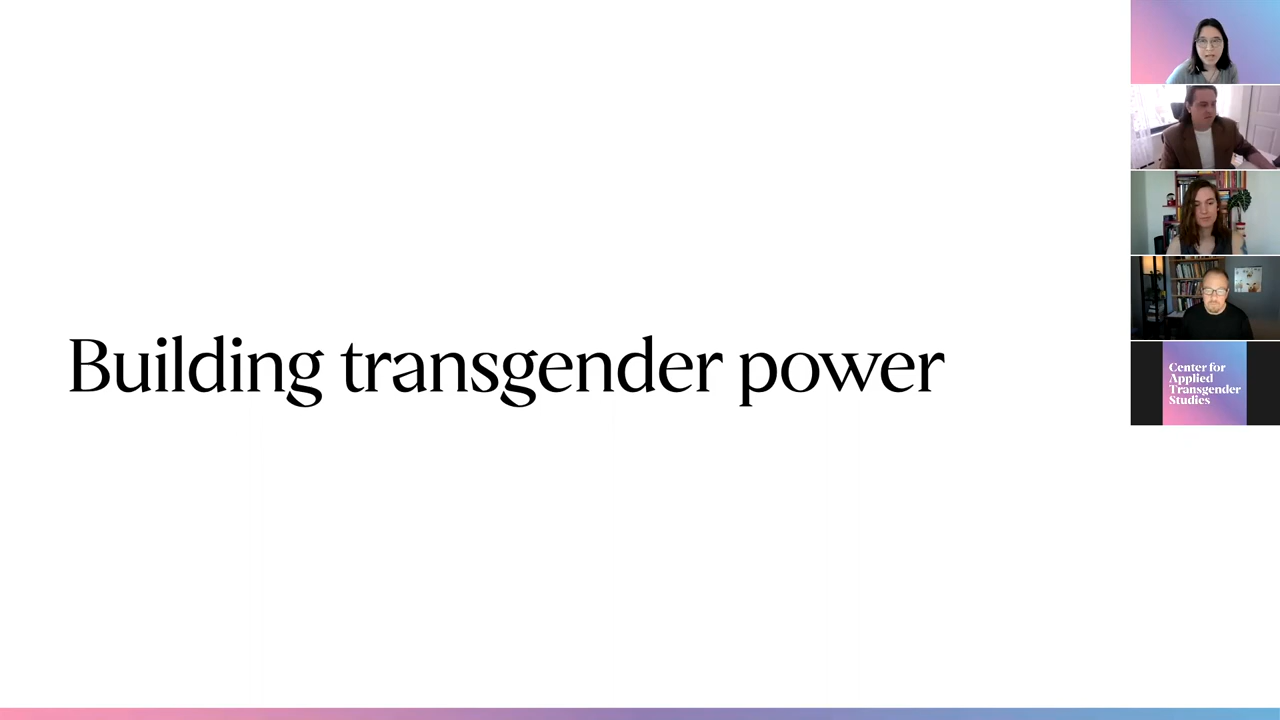 Building transgender power
Center for
Applied
Transgender
Studies